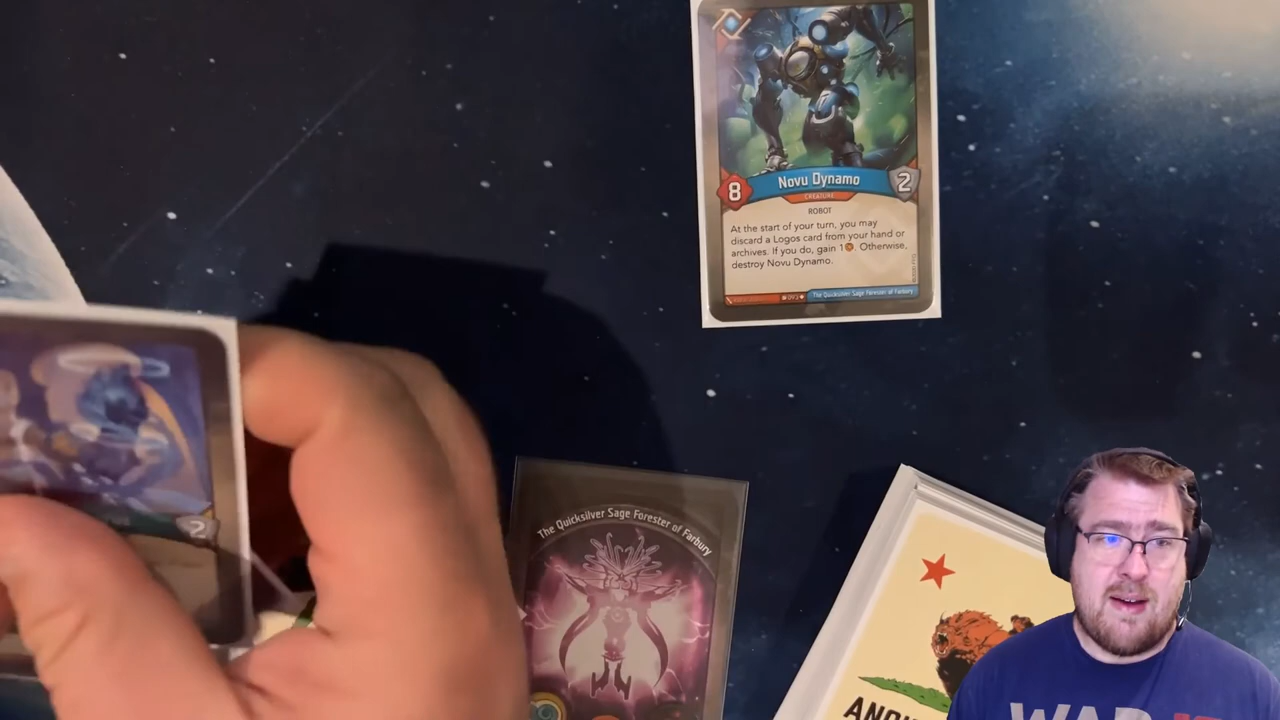 8
Novu Dynamo
2
CREATURE
ROBOT
At the start of your turn, you may
discard a Logos card from your hand or
archives. If you do, gain 1. Otherwise,
destroy Novu Dynamo.
The Quicksilver Sage Forester of Farbury
2
The Quicksilver Sage Forester of Farbury